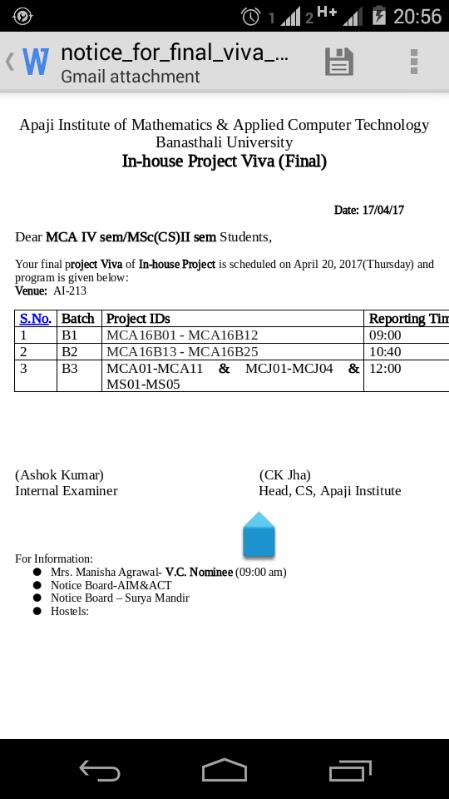 1 2 H+ 20:56
W notice_for_final_viva_...
Gmail attachment
Apaji Institute of Mathematics & Applied Computer Technology
Banasthali University
In-house Project Viva (Final)
Date: 17/04/17
Dear MCA IV sem/MSc(CS)II sem Students,
Your final project Viva of In-house Project is scheduled on April 20, 2017(Thursday) and
program is given below:
Venue: AI-213
S.No. Batch Project IDs Reporting Tim
1 B1 MCA16B01 - MCA16B12 09:00
2 B2 MCA16B13 - MCA16B25 10:40
3 B3 MCA01-MCA11 & MCJ01-MCJ04 & 12:00
MS01-MS05
(Ashok Kumar) (CK Jha)
Internal Examiner Head, CS, Apaji Institute
For Information:
● Mrs. Manisha Agrawal- V.C. Nominee (09:00 am)
● Notice Board-AIM&ACT
● Notice Board – Surya Mandir
● Hostels: